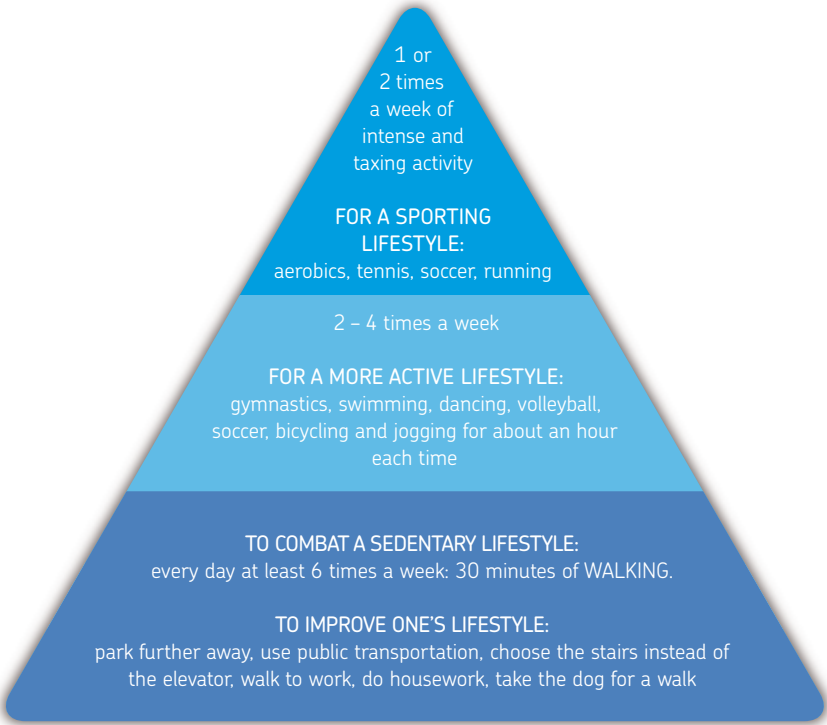 1 or
2 times
a week of
intense and
taxing activity
FOR A SPORTING
LIFESTYLE:
aerobics, tennis, soccer, running
2 – 4 times a week
FOR A MORE ACTIVE LIFESTYLE:
gymnastics, swimming, dancing, volleyball,
soccer, bicycling and jogging for about an hour
each time
TO COMBAT A SEDENTARY LIFESTYLE:
every day at least 6 times a week: 30 minutes of WALKING.
TO IMPROVE ONE'S LIFESTYLE:
park further away, use public transportation, choose the stairs instead of
the elevator, walk to work, do housework, take the dog for a walk